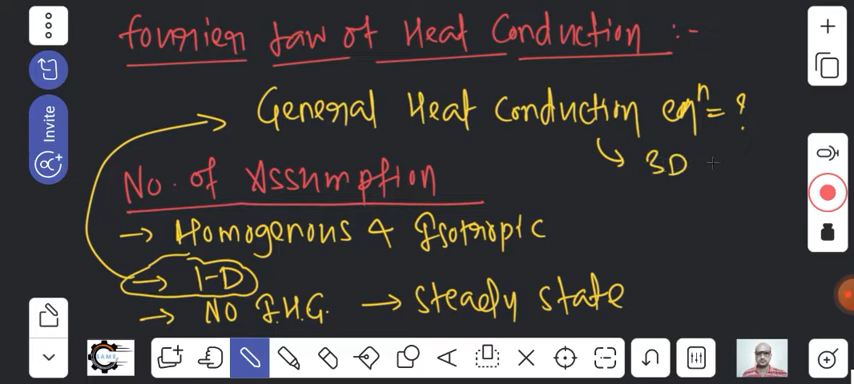 Fourier Law of Heat Conduction :-
General Heat Conduction eqⁿ = ?
→ 3D
No. of Assumption
→ Homogenous & Isotropic
→ 1-D
→ No I.H.G. → Steady state
Invite